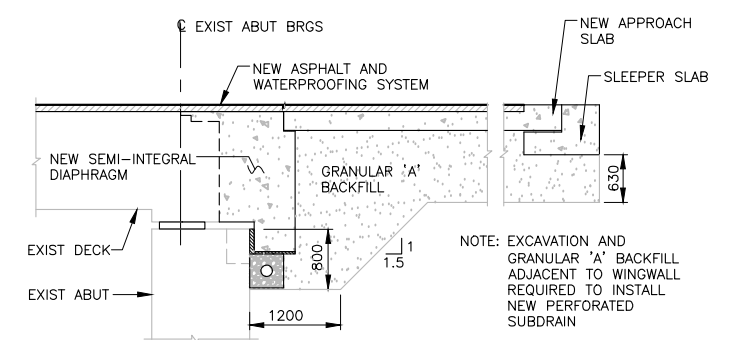 ℄ EXIST ABUT BRGS
NEW APPROACH
SLAB
NEW ASPHALT AND
WATERPROOFING SYSTEM
SLEEPER SLAB
NEW SEMI-INTEGRAL
DIAPHRAGM
GRANULAR 'A'
BACKFILL
630
EXIST DECK
800
1
1.5
NOTE: EXCAVATION AND
GRANULAR 'A' BACKFILL
ADJACENT TO WINGWALL
REQUIRED TO INSTALL
NEW PERFORATED
SUBDRAIN
EXIST ABUT
1200